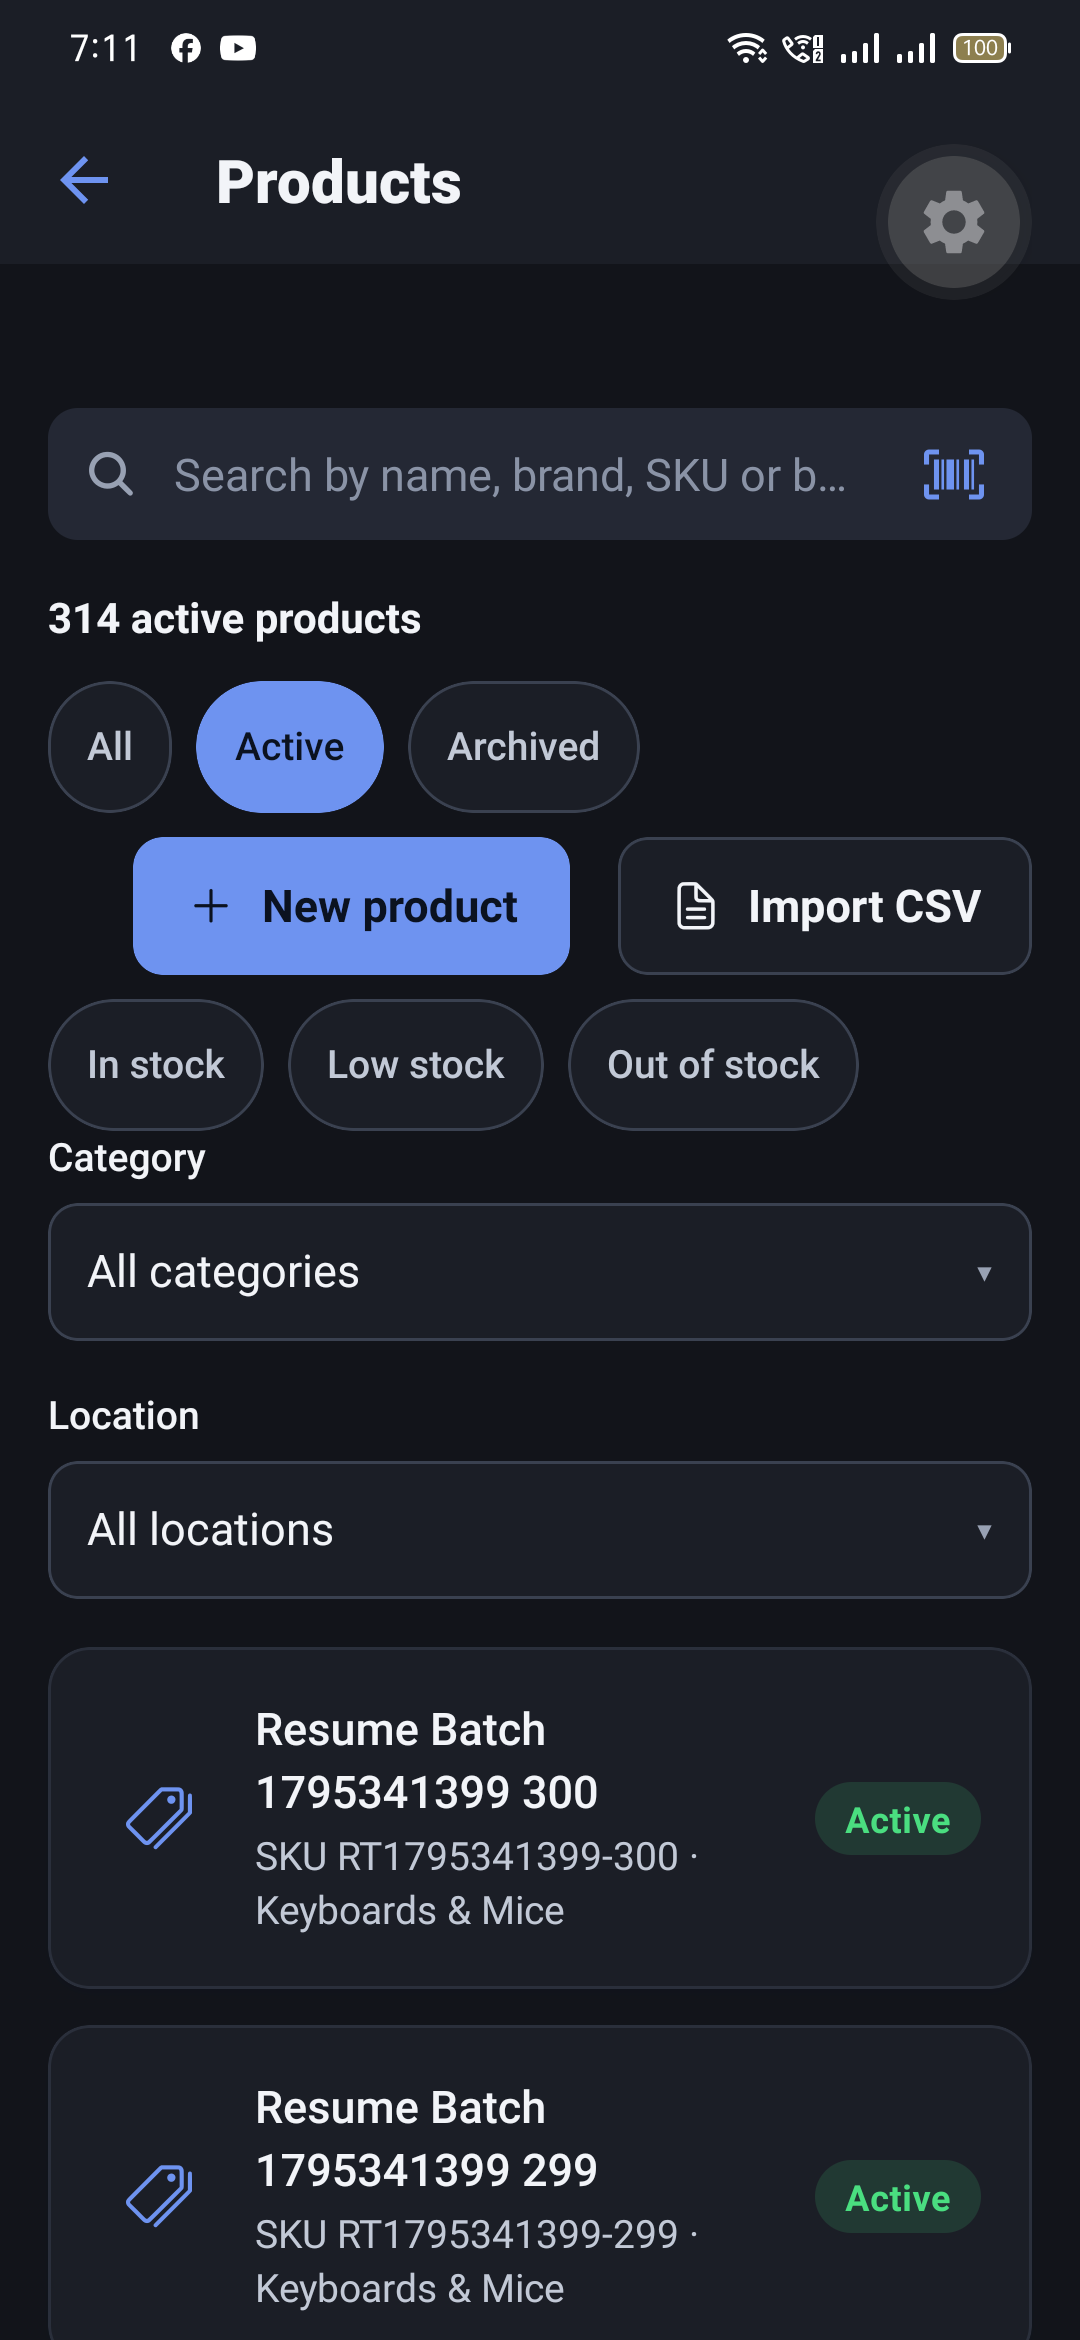 7:11
100
Products
Search by name, brand, SKU or b...
314 active products
All
Active
Archived
New product
Import CSV
In stock
Low stock
Out of stock
Category
All categories
Location
All locations
Resume Batch
1795341399 300
SKU RT1795341399-300 ·
Keyboards & Mice
Active
Resume Batch
1795341399 299
SKU RT1795341399-299 ·
Keyboards & Mice
Active